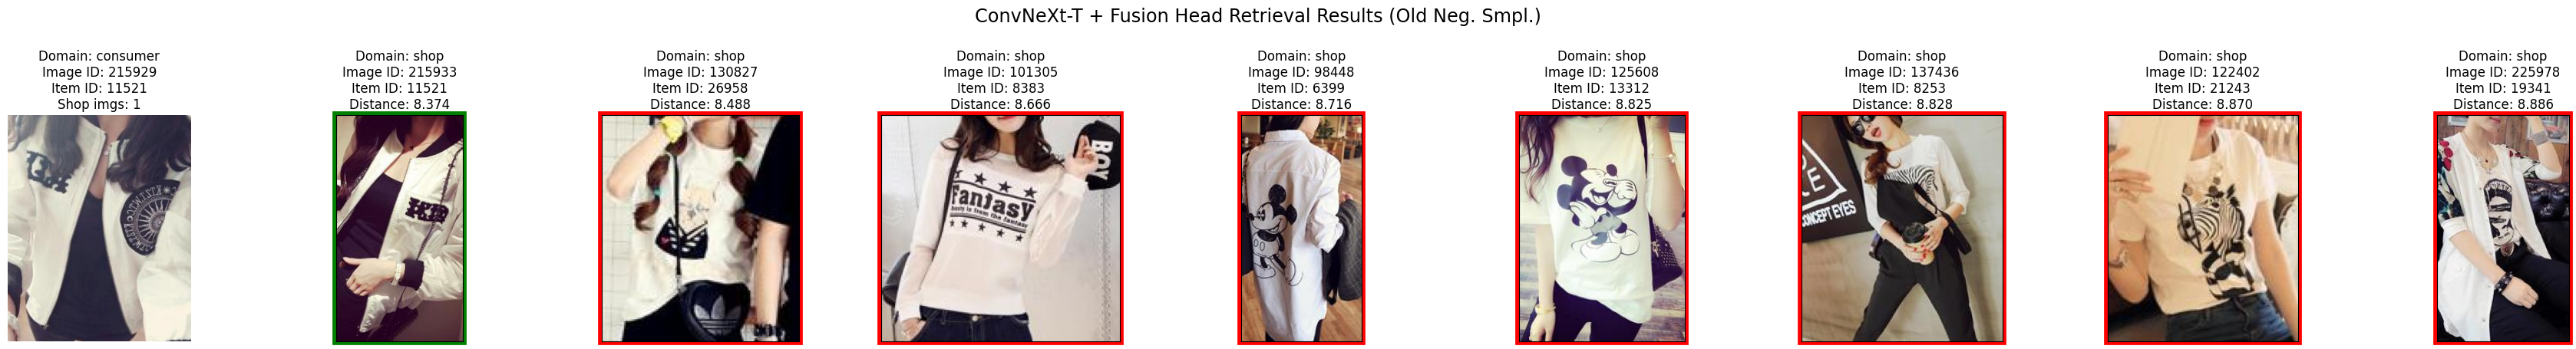 ConvNeXt-T + Fusion Head Retrieval Results (Old Neg. Smpl.)
Domain: consumer
Image ID: 215929
Item ID: 11521
Shop imgs: 1
Domain: shop
Image ID: 215933
Item ID: 11521
Distance: 8.374
Domain: shop
Image ID: 130827
Item ID: 26958
Distance: 8.488
Domain: shop
Image ID: 101305
Item ID: 8383
Distance: 8.666
Domain: shop
Image ID: 98448
Item ID: 6399
Distance: 8.716
Domain: shop
Image ID: 125608
Item ID: 13312
Distance: 8.825
Domain: shop
Image ID: 137436
Item ID: 8253
Distance: 8.828
Domain: shop
Image ID: 122402
Item ID: 21243
Distance: 8.870
Domain: shop
Image ID: 225978
Item ID: 19341
Distance: 8.886
Fantasy
BOY
CONCEPT EYES